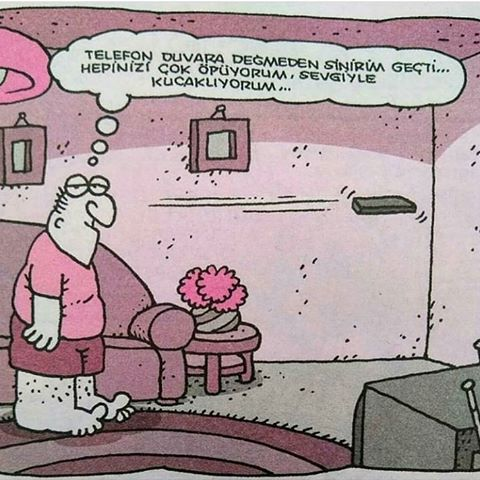 TELEFON DUVARA DEĞMEDEN SİNİRİM GEÇTİ...
HEPİNİZİ ÇOK ÖPÜYORUM, SEVGİYLE
KUCAKLIYORUM...